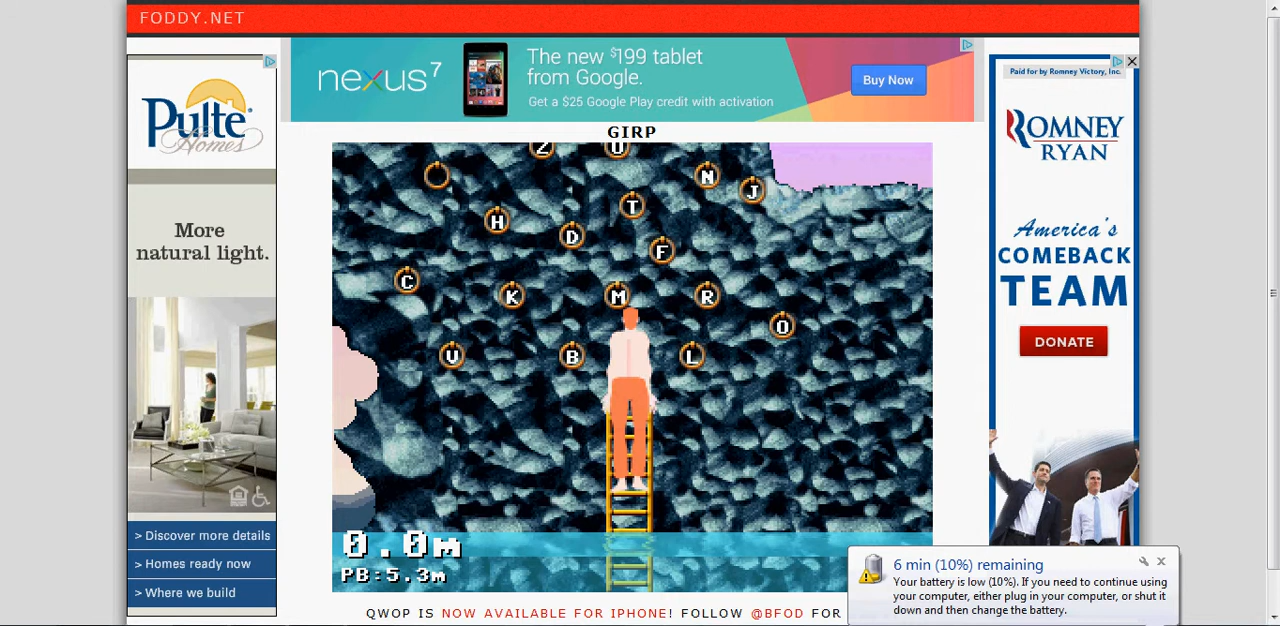 FODDY.NET
Pulte
Homes
More
natural light.
> Discover more details
> Homes ready now
> Where we build
nexus 7
The new $199 tablet
from Google.
Get a $25 Google Play credit with activation
Buy Now
GIRP
Z U
N
J
T
H
D
F
C
K
M
R
O
V
B
L
0.0m
PB:5.3m
QWOP IS NOW AVAILABLE FOR IPHONE! FOLLOW @BFOD FOR
Paid for by Romney Victory, Inc.
ROMNEY
RYAN
America's
COMEBACK
TEAM
DONATE
6 min (10%) remaining
Your battery is low (10%). If you need to continue using
your computer, either plug in your computer, or shut it
down and then change the battery.